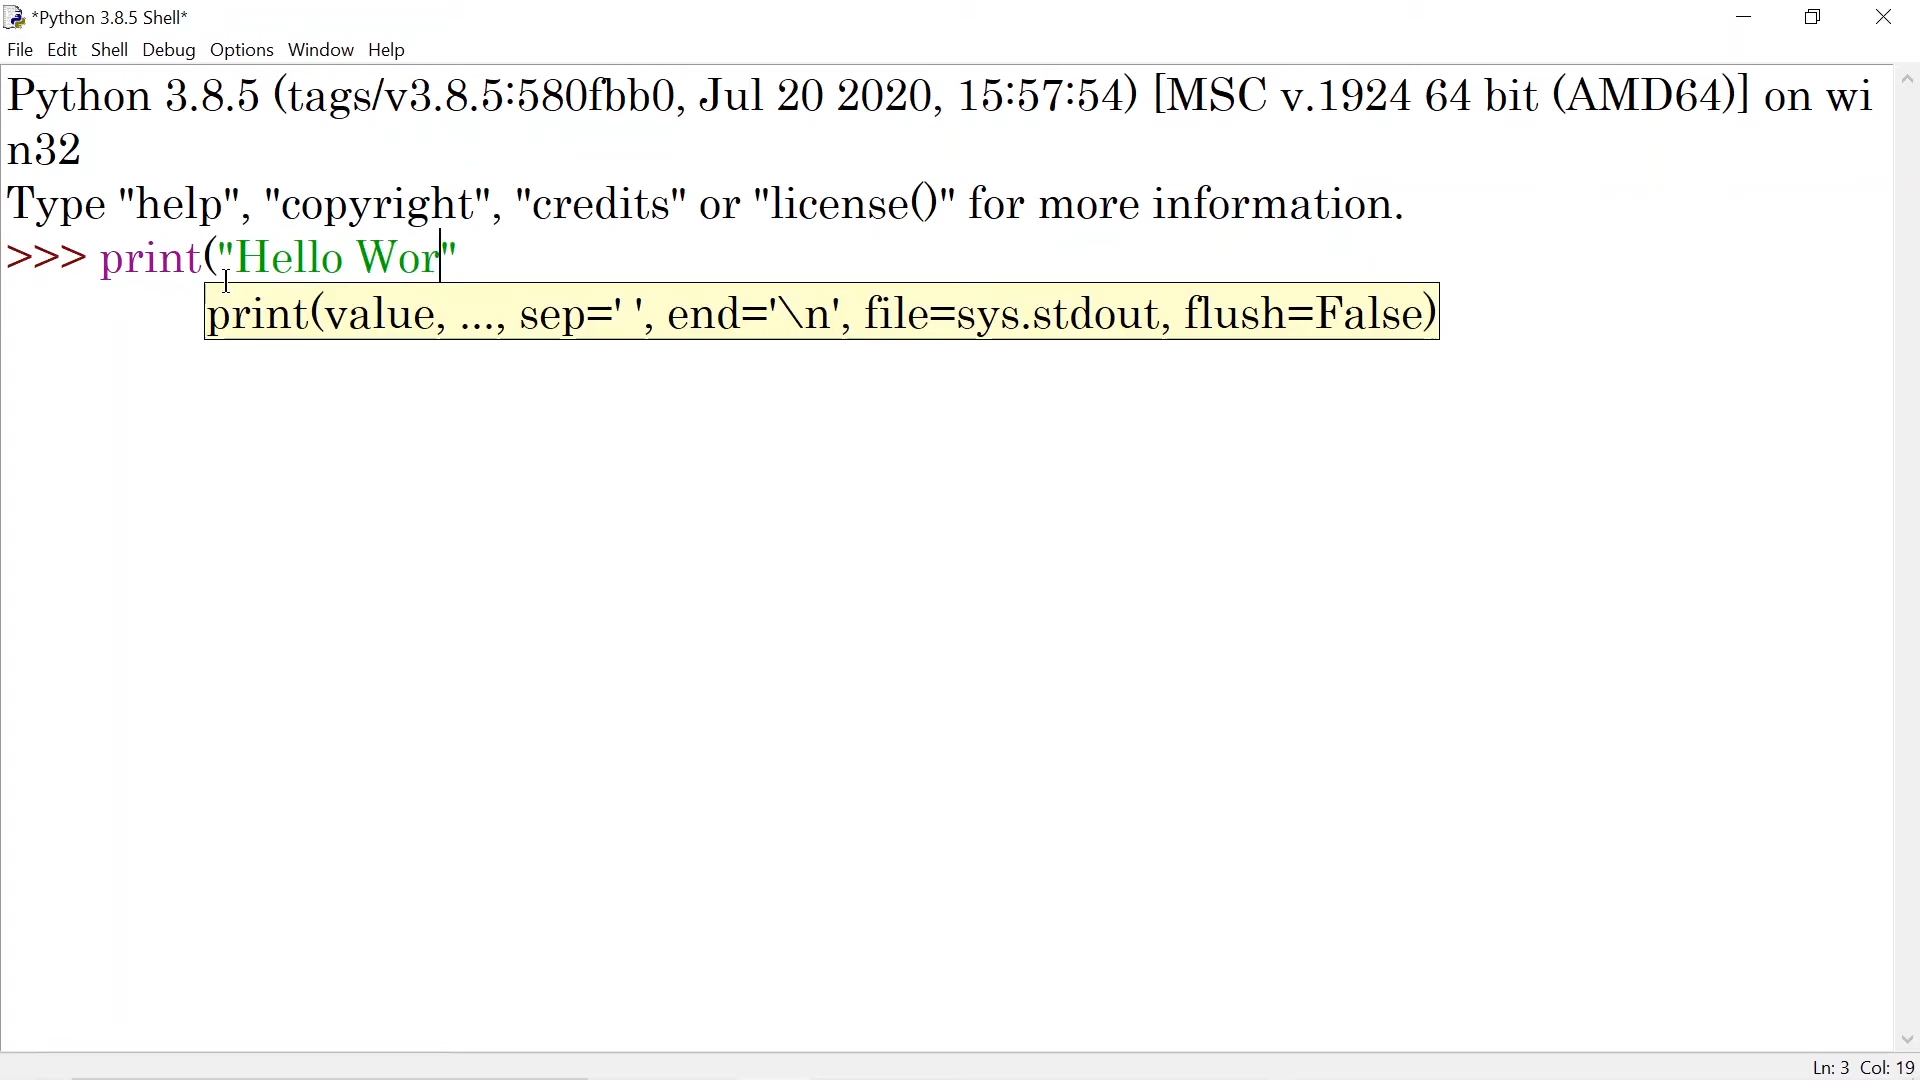 *Python 3.8.5 Shell*
File Edit Shell Debug Options Window Help
Python 3.8.5 (tags/v3.8.5:580fbb0, Jul 20 2020, 15:57:54) [MSC v.1924 64 bit (AMD64)] on wi
n32
Type "help", "copyright", "credits" or "license()" for more information.
>>> print("Hello Wor"
print(value, ..., sep=' ', end='\n', file=sys.stdout, flush=False)
Ln: 3 Col: 19